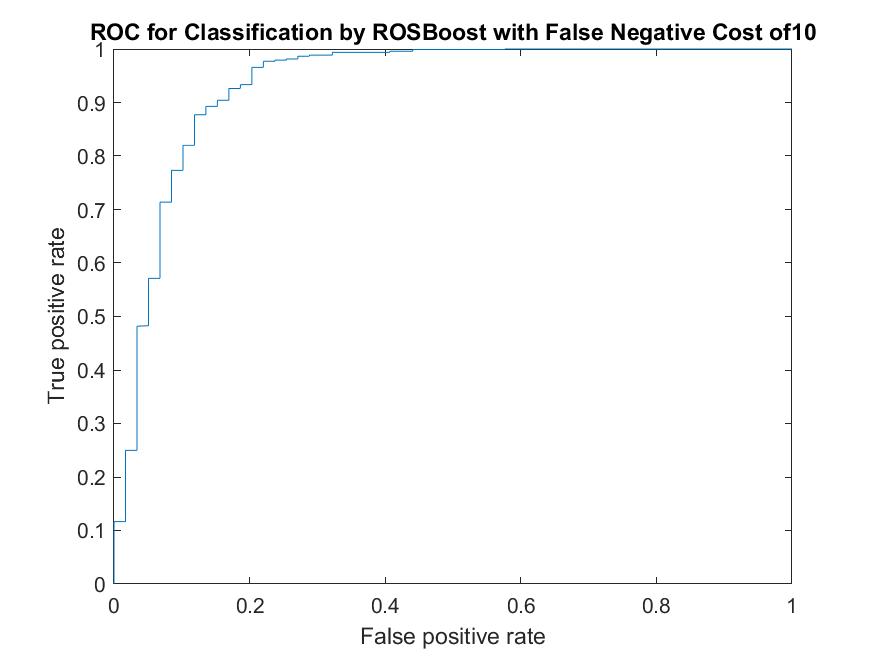 ROC for Classification by ROSBoost with False Negative Cost of10
1
0.9
0.8
0.7
0.6
0.5
0.4
0.3
0.2
0.1
0
True positive rate
0 0.2 0.4 0.6 0.8 1
False positive rate